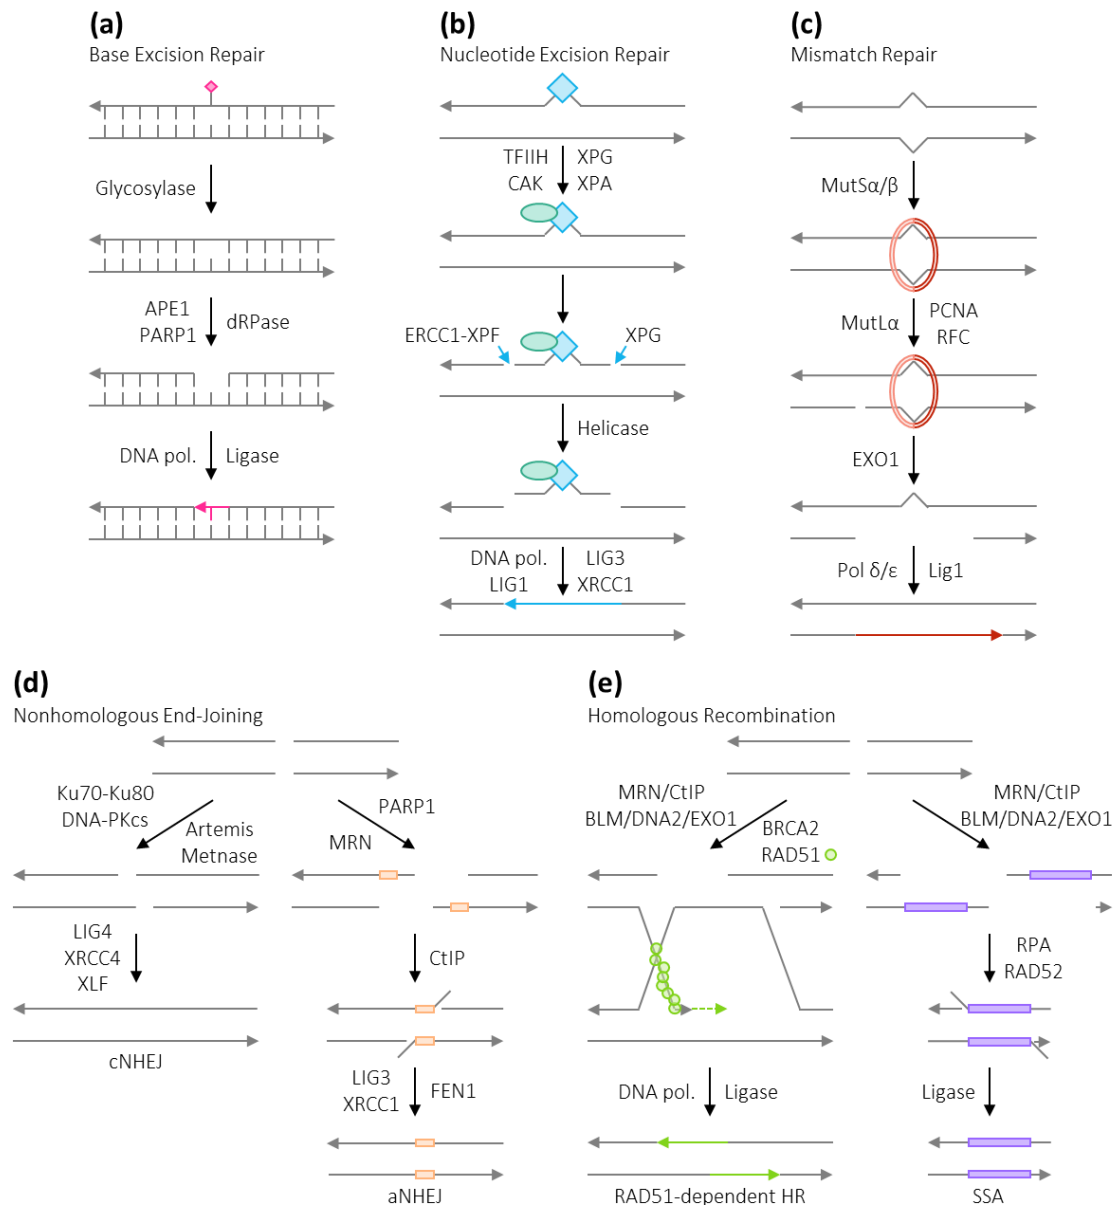 (a)
Base Excision Repair
Glycosylase
APE1
PARP1
dRPase
DNA pol.
Ligase
(b)
Nucleotide Excision Repair
TFIIH
CAK
XPG
XPA
ERCC1-XPF
XPG
Helicase
DNA pol.
LIG1
LIG3
XRCC1
(c)
Mismatch Repair
MutSα/β
MutLα
PCNA
RFC
EXO1
Pol δ/ε
Lig1
(d)
Nonhomologous End-Joining
Ku70-Ku80
DNA-PKcs
Artemis
Metnase
LIG4
XRCC4
XLF
cNHEJ
PARP1
MRN
CtIP
LIG3
XRCC1
FEN1
aNHEJ
(e)
Homologous Recombination
MRN/CtIP
BLM/DNA2/EXO1
BRCA2
RAD51
DNA pol.
Ligase
RAD51-dependent HR
MRN/CtIP
BLM/DNA2/EXO1
RPA
RAD52
Ligase
SSA